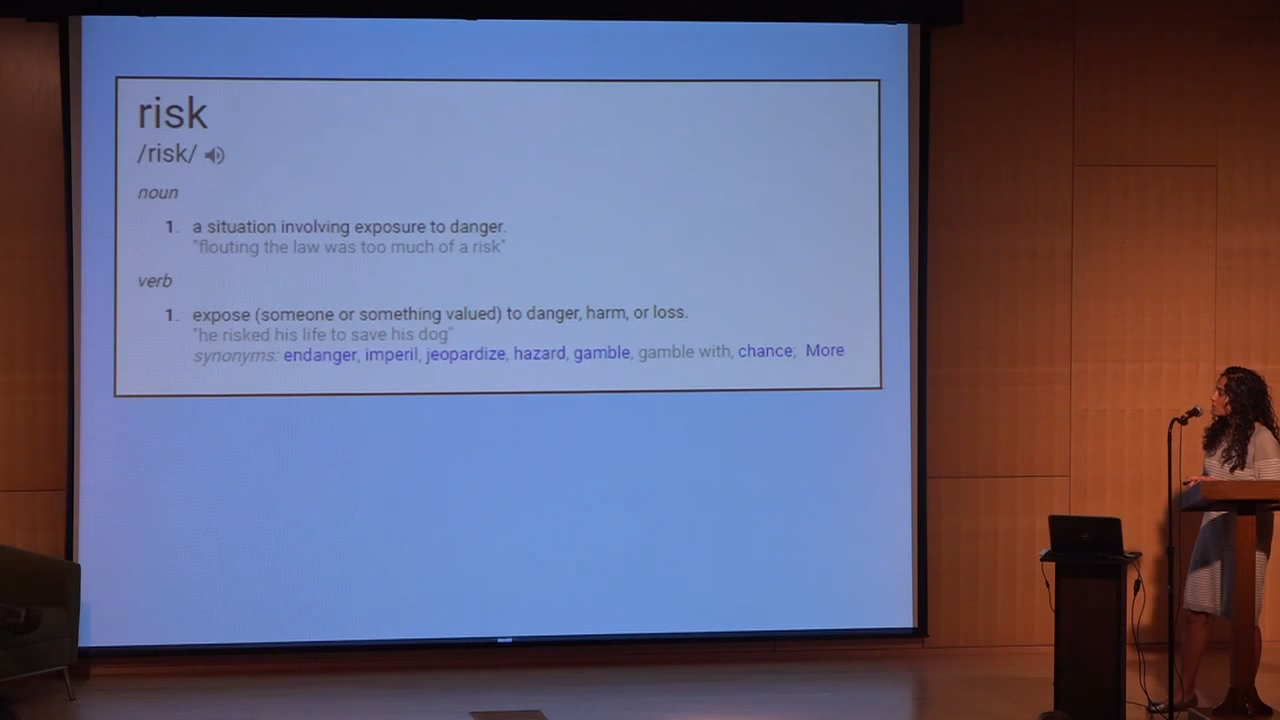 risk
/risk/
noun
1. a situation involving exposure to danger.
"flouting the law was too much of a risk"
verb
1. expose (someone or something valued) to danger, harm, or loss.
"he risked his life to save his dog"
synonyms: endanger, imperil, jeopardize, hazard, gamble, gamble with, chance; More